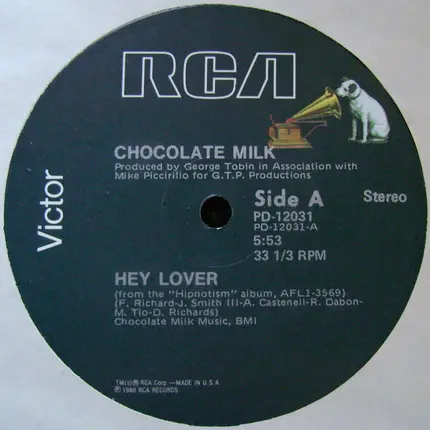 RCA
Victor
CHOCOLATE MILK
Produced by George Tobin in Association with
Mike Piccirillo for G.T.P. Productions
Side A
Stereo
PD-12031
PD-12031-A
5:53
33 1/3 RPM
HEY LOVER
(from the "Hipnotism" album, AFL1-3569)
(F. Richard-J. Smith III-A. Castenell-R. Dabon-
M. Tio-D. Richards)
Chocolate Milk Music, BMI
TM(s) ® RCA Corp.—MADE IN U.S.A.
℗ 1980 RCA RECORDS